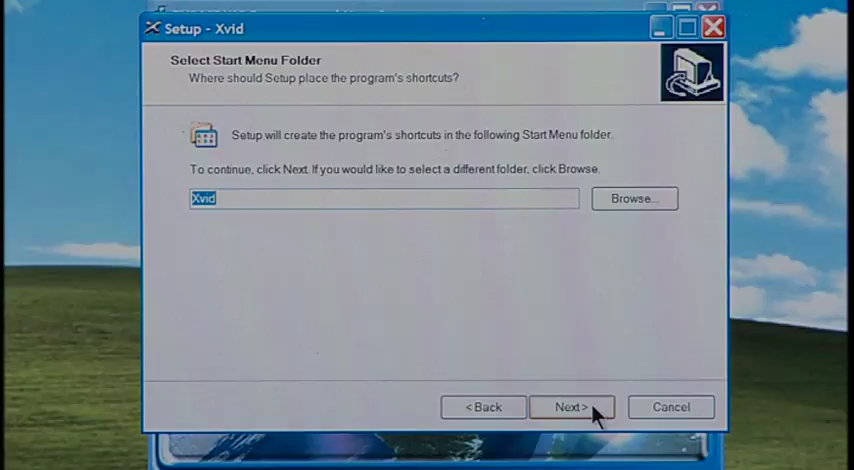 Setup - Xvid
Select Start Menu Folder
Where should Setup place the program's shortcuts?
Setup will create the program's shortcuts in the following Start Menu folder.
To continue, click Next. If you would like to select a different folder, click Browse.
Xvid
Browse...
< Back
Next >
Cancel